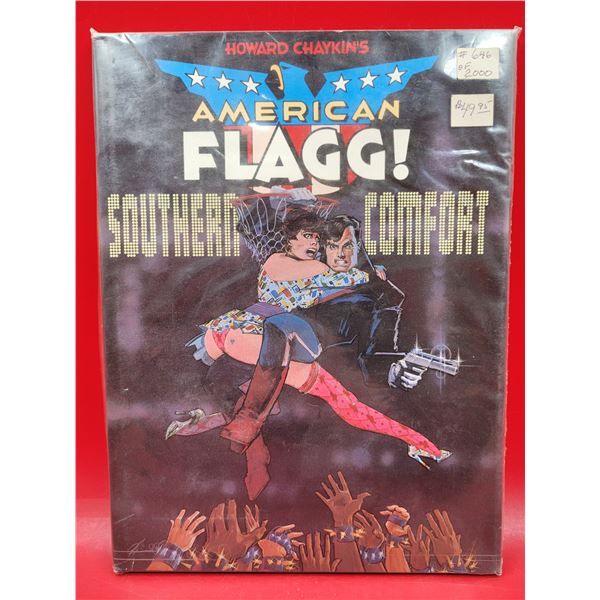 HOWARD CHAYKIN'S
AMERICAN
FLAGG!
SOUTHERN COMFORT
# 646
OF
2000
$49.95